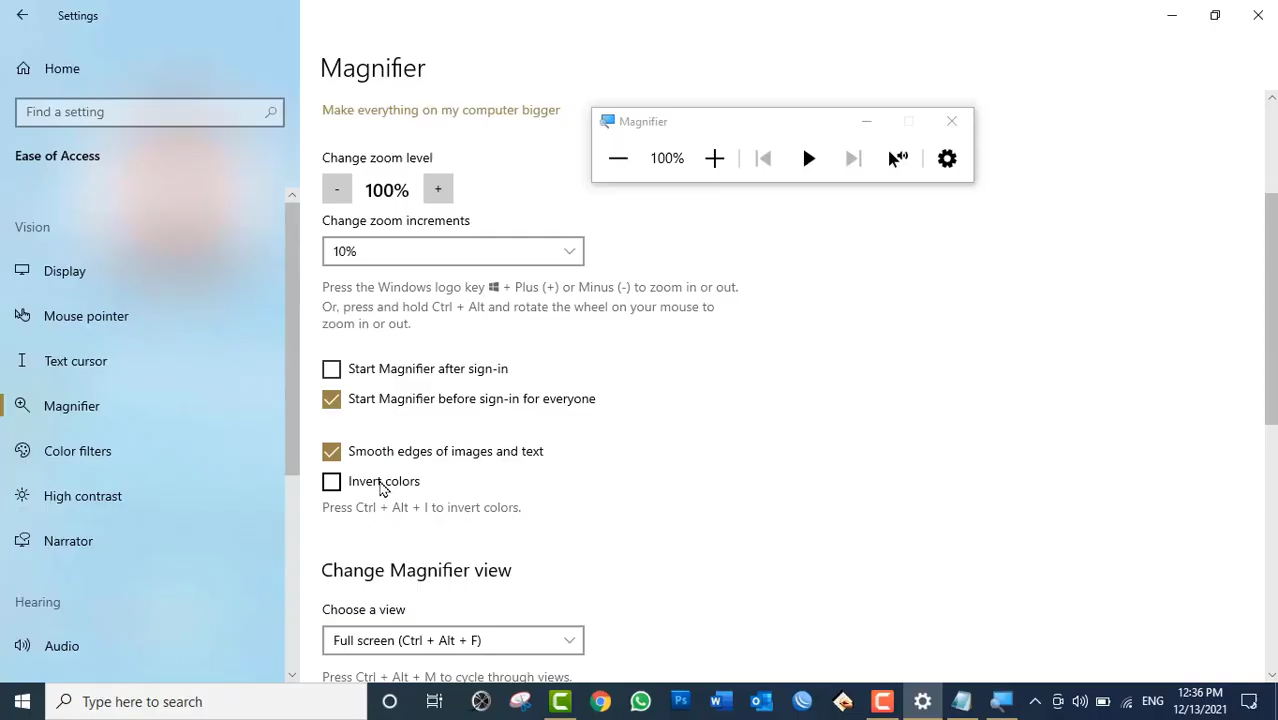 Settings
Home
Find a setting
Ease of Access
Vision
Display
Mouse pointer
Text cursor
Magnifier
Color filters
High contrast
Narrator
Hearing
Audio
Magnifier
Make everything on my computer bigger
Change zoom level
- 100% +
Change zoom increments
10%
Press the Windows logo key + Plus (+) or Minus (-) to zoom in or out.
Or, press and hold Ctrl + Alt and rotate the wheel on your mouse to
zoom in or out.
Start Magnifier after sign-in
Start Magnifier before sign-in for everyone
Smooth edges of images and text
Invert colors
Press Ctrl + Alt + I to invert colors.
Change Magnifier view
Choose a view
Full screen (Ctrl + Alt + F)
Press Ctrl + Alt + M to cycle through views.
Magnifier
100%
Type here to search
ENG
12:36 PM
12/13/2021